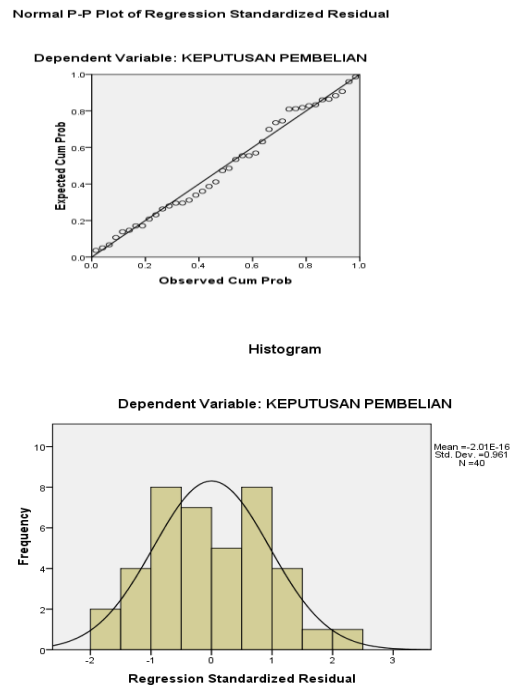 Normal P-P Plot of Regression Standardized Residual
Dependent Variable: KEPUTUSAN PEMBELIAN
Expected Cum Prob
1.0
0.8
0.6
0.4
0.2
0.0
0.0 0.2 0.4 0.6 0.8 1.0
Observed Cum Prob
Histogram
Dependent Variable: KEPUTUSAN PEMBELIAN
Mean =-2.01E-16
Std. Dev. =0.961
N =40
Frequency
10
8
6
4
2
0
-2 -1 0 1 2 3
Regression Standardized Residual